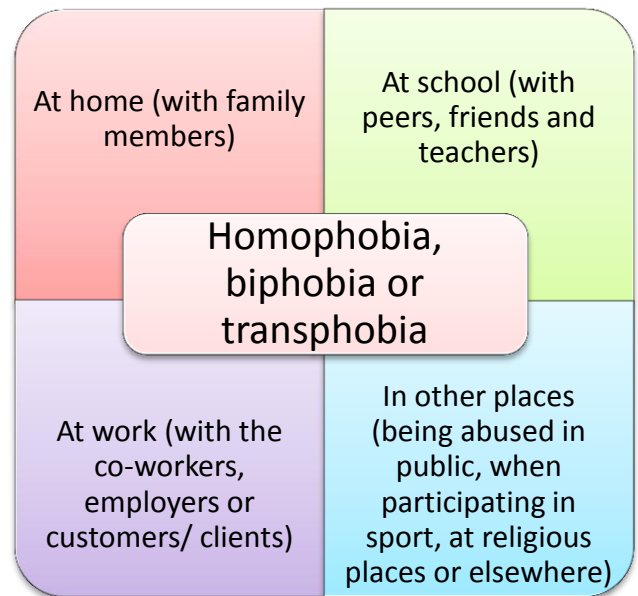 At home (with family
members)
At school (with
peers, friends and
teachers)
Homophobia,
biphobia or
transphobia
At work (with the
co-workers,
employers or
customers/ clients)
In other places
(being abused in
public, when
participating in
sport, at religious
places or elsewhere)